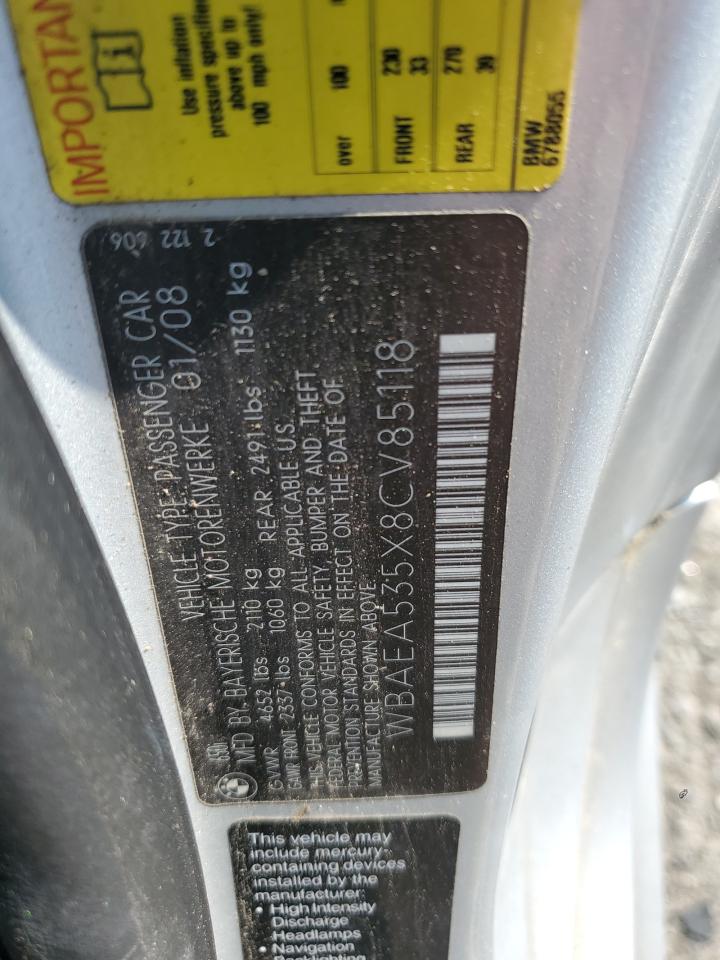 IMPORTAN
Use inflation
pressure specified
above up to
100 mph only!
over 100
FRONT 230
33
REAR 270
39
BMW
6788055
2 122 606
VEHICLE TYPE: PASSENGER CAR
MFD BY: BAYERISCHE MOTORENWERKE 01/08
GVWR 4652 lbs 2110 kg
GAWR FRONT 2337 lbs 1060 kg REAR 2491 lbs 1130 kg
THIS VEHICLE CONFORMS TO ALL APPLICABLE U.S.
FEDERAL MOTOR VEHICLE SAFETY, BUMPER AND THEFT
PREVENTION STANDARDS IN EFFECT ON THE DATE OF
MANUFACTURE SHOWN ABOVE.
WBAEA535X8CV85118
This vehicle may
include mercury
containing devices
installed by the
manufacturer:
• High Intensity
Discharge
Headlamps
• Navigation
Backlighting